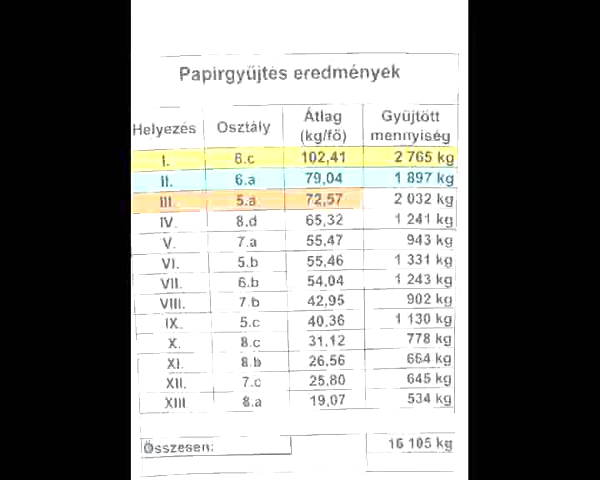 Papírgyűjtés eredmények
Helyezés Osztály Átlag (kg/fő) Gyűjtött mennyiség
I. 6.c 102,41 2 765 kg
II. 6.a 79,04 1 897 kg
III. 5.a 72,57 2 032 kg
IV. 8.d 65,32 1 241 kg
V. 7.a 55,47 943 kg
VI. 5.b 55,46 1 331 kg
VII. 6.b 54,04 1 243 kg
VIII. 7.b 42,95 902 kg
IX. 5.c 40,36 1 130 kg
X. 8.c 31,12 778 kg
XI. 8.b 26,56 664 kg
XII. 7.c 25,80 645 kg
XIII 8.a 19,07 534 kg
Összesen: 16 105 kg